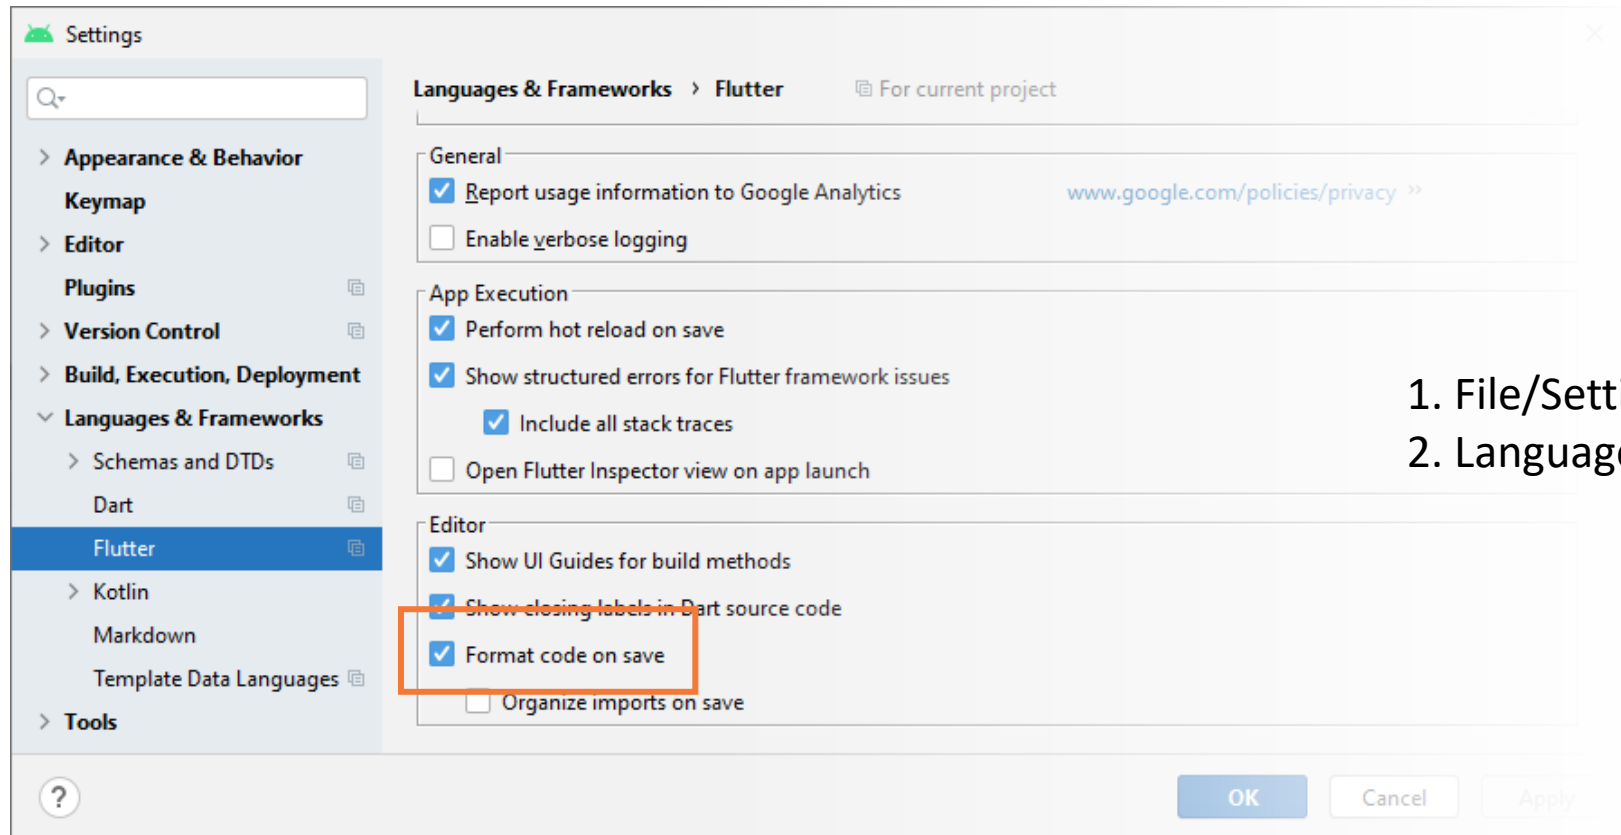 Settings
Languages & Frameworks › Flutter For current project
Appearance & Behavior
Keymap
Editor
Plugins
Version Control
Build, Execution, Deployment
Languages & Frameworks
Schemas and DTDs
Dart
Flutter
Kotlin
Markdown
Template Data Languages
Tools
General
Report usage information to Google Analytics www.google.com/policies/privacy
Enable verbose logging
App Execution
Perform hot reload on save
Show structured errors for Flutter framework issues
Include all stack traces
Open Flutter Inspector view on app launch
Editor
Show UI Guides for build methods
Show closing labels in Dart source code
Format code on save
Organize imports on save
1. File/Setti
2. Language
? OK Cancel Apply